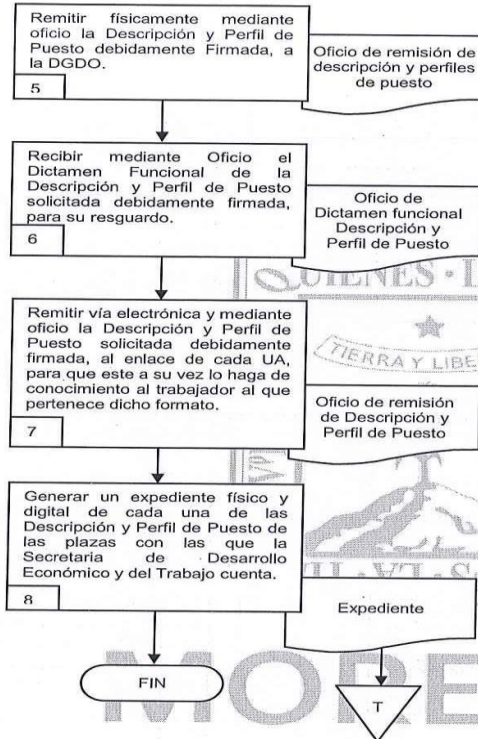 Remitir físicamente mediante
oficio la Descripción y Perfil de
Puesto debidamente Firmada, a
la DGDO.
5
Oficio de remisión de
descripción y perfiles
de puesto
Recibir mediante Oficio el
Dictamen Funcional de la
Descripción y Perfil de Puesto
solicitada debidamente firmada,
para su resguardo.
6
Oficio de
Dictamen funcional
Descripción y
Perfil de Puesto
QUIENES
TIERRA Y LIBE
Remitir vía electrónica y mediante
oficio la Descripción y Perfil de
Puesto solicitada debidamente
firmada, al enlace de cada UA,
para que este a su vez lo haga de
conocimiento al trabajador al que
pertenece dicho formato.
7
Oficio de remisión
de Descripción y
Perfil de Puesto
Generar un expediente físico y
digital de cada una de las
Descripción y Perfil de Puesto de
las plazas con las que la
Secretaria de Desarrollo
Económico y del Trabajo cuenta.
8
Expediente
FIN
T
MORE